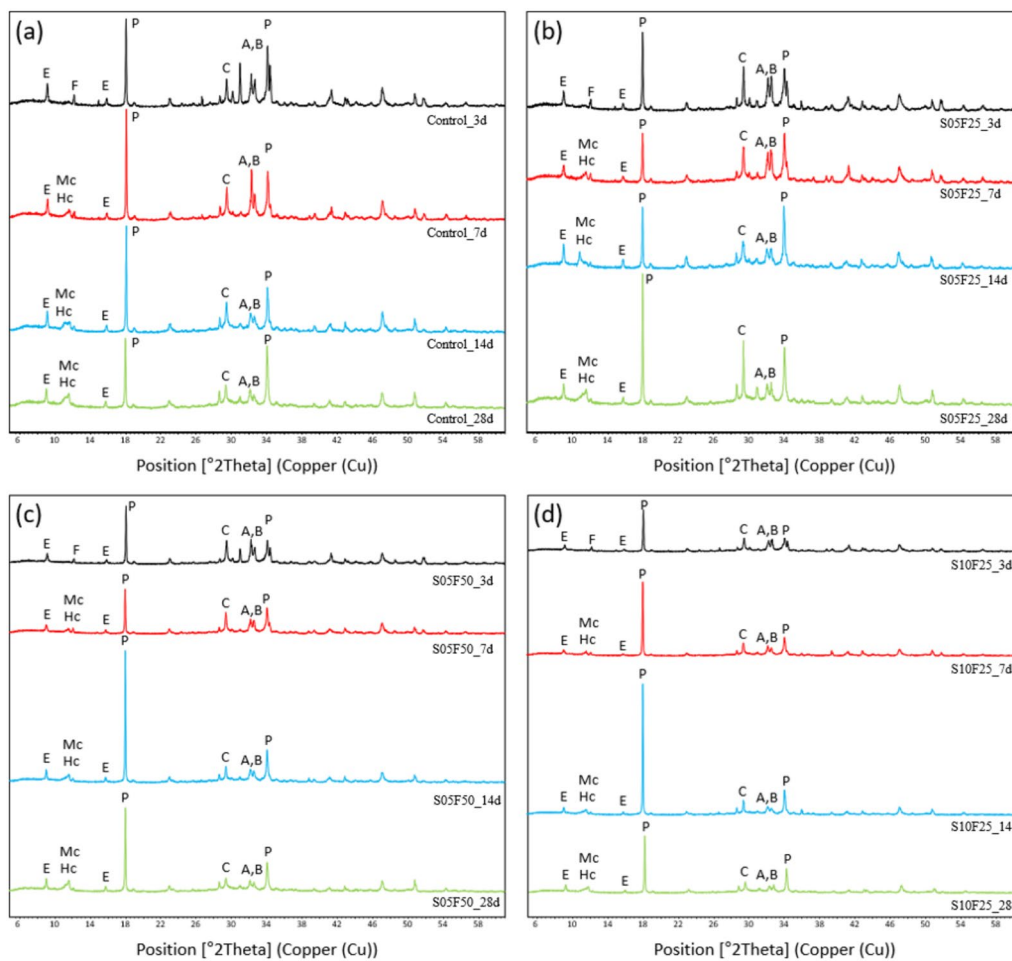 (a)
P
P
A,B
C
E
F
E
Control_3d
P
P
A,B
C
E
Mc
Hc
E
Control_7d
P
P
A,B
C
E
Mc
Hc
E
Control_14d
P
P
A,B
C
E
Mc
Hc
E
Control_28d
6 10 14 18 22 26 30 34 38 42 46 50 54 58
Position [°2Theta] (Copper (Cu))
(b)
P
P
A,B
C
E
F
E
S05F25_3d
P
P
A,B
C
E
Mc
Hc
E
S05F25_7d
P
P
A,B
C
E
Mc
Hc
E
S05F25_14d
P
P
A,B
C
E
Mc
Hc
E
S05F25_28d
6 10 14 18 22 26 30 34 38 42 46 50 54 58
Position [°2Theta] (Copper (Cu))
(c)
P
P
A,B
C
E
F
E
S05F50_3d
P
P
A,B
C
E
Mc
Hc
E
S05F50_7d
P
P
A,B
C
E
Mc
Hc
E
S05F50_14d
P
P
A,B
C
E
Mc
Hc
E
S05F50_28d
6 10 14 18 22 26 30 34 38 42 46 50 54 58
Position [°2Theta] (Copper (Cu))
(d)
P
P
A,B
C
E
F
E
S10F25_3d
P
P
A,B
C
E
Mc
Hc
E
S10F25_7d
P
P
A,B
C
E
Mc
Hc
E
S10F25_14
P
P
A,B
C
E
Mc
Hc
E
S10F25_28
6 10 14 18 22 26 30 34 38 42 46 50 54 58
Position [°2Theta] (Copper (Cu))